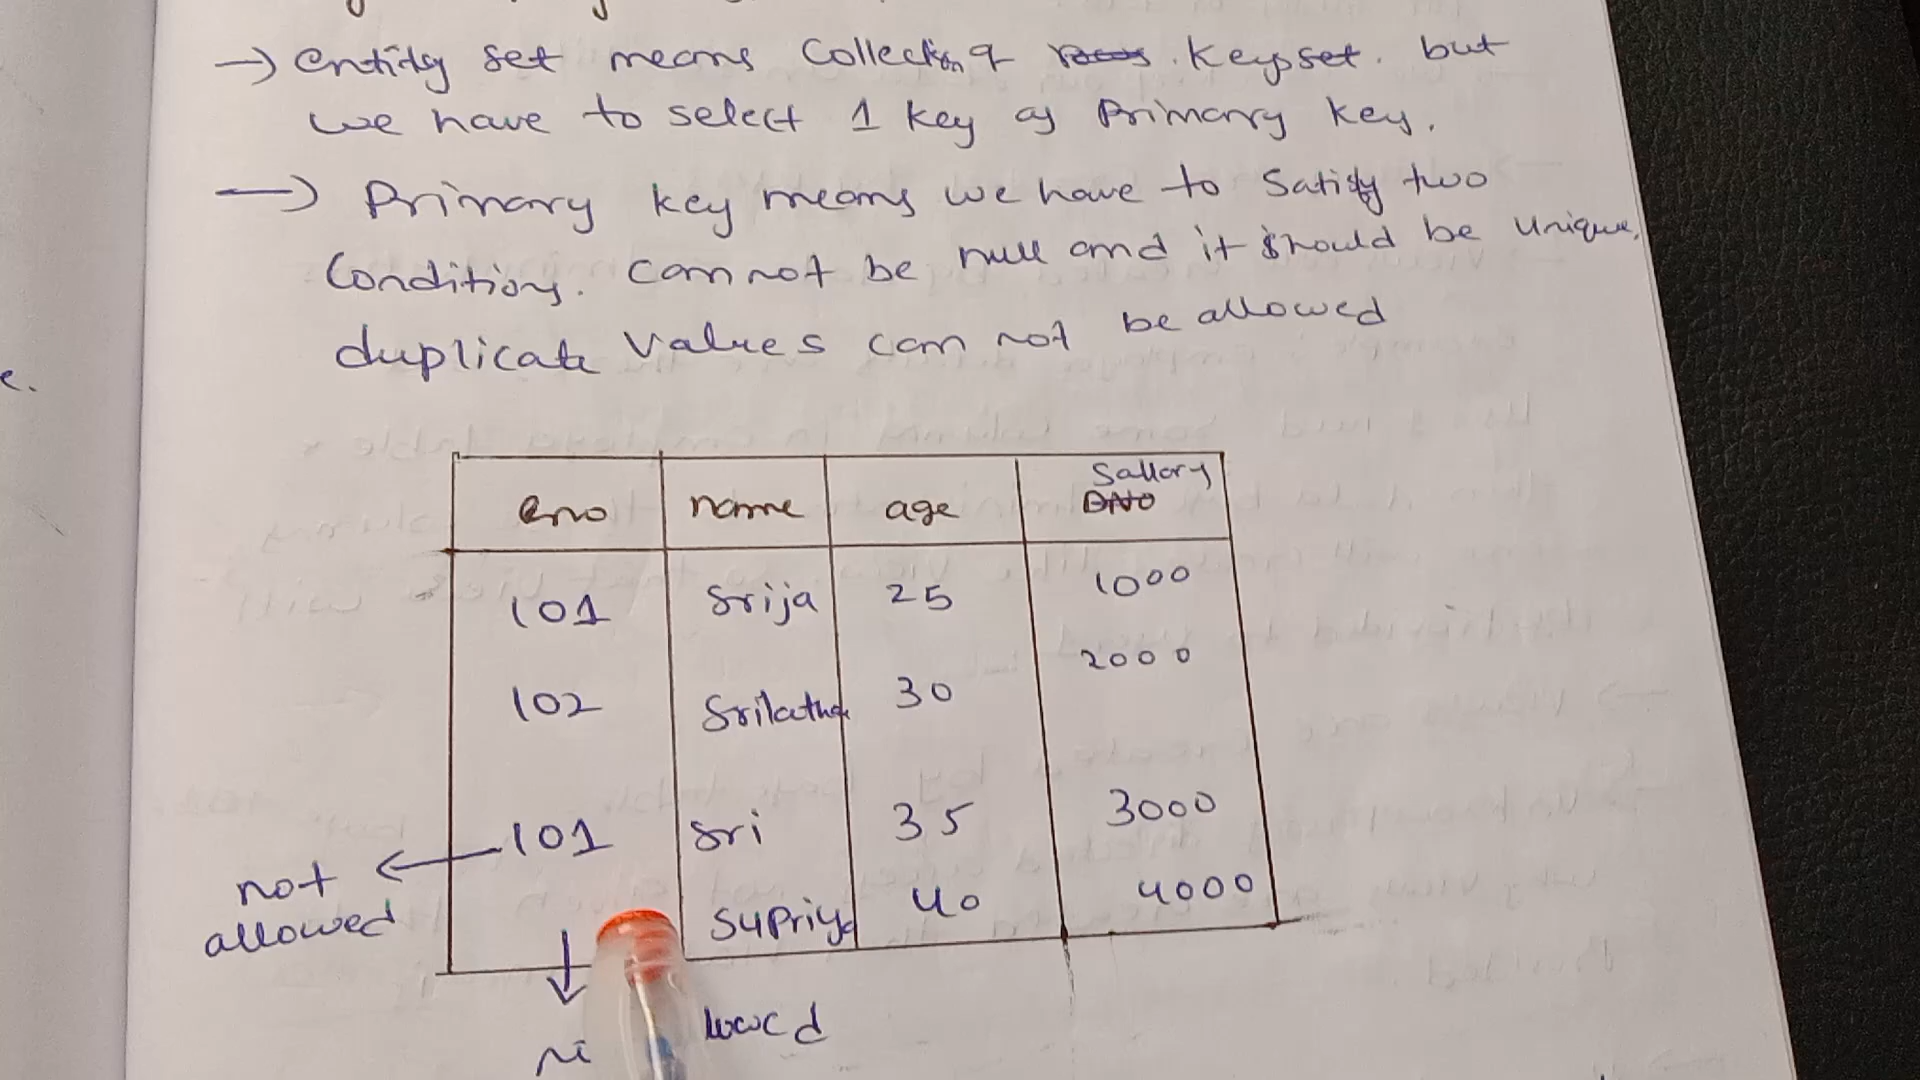 → entity set means Collection of keyset. but
we have to select 1 key as Primary key.
→ Primary key means we have to Satisfy two
Conditions. can not be null and it should be unique.
duplicate values can not be allowed
e.
Sallary
eno name age DNO
101 Srija 25 1000
102 Srilatha 30 2000
101 Sri 35 3000
not allowed
Supriya 40 4000